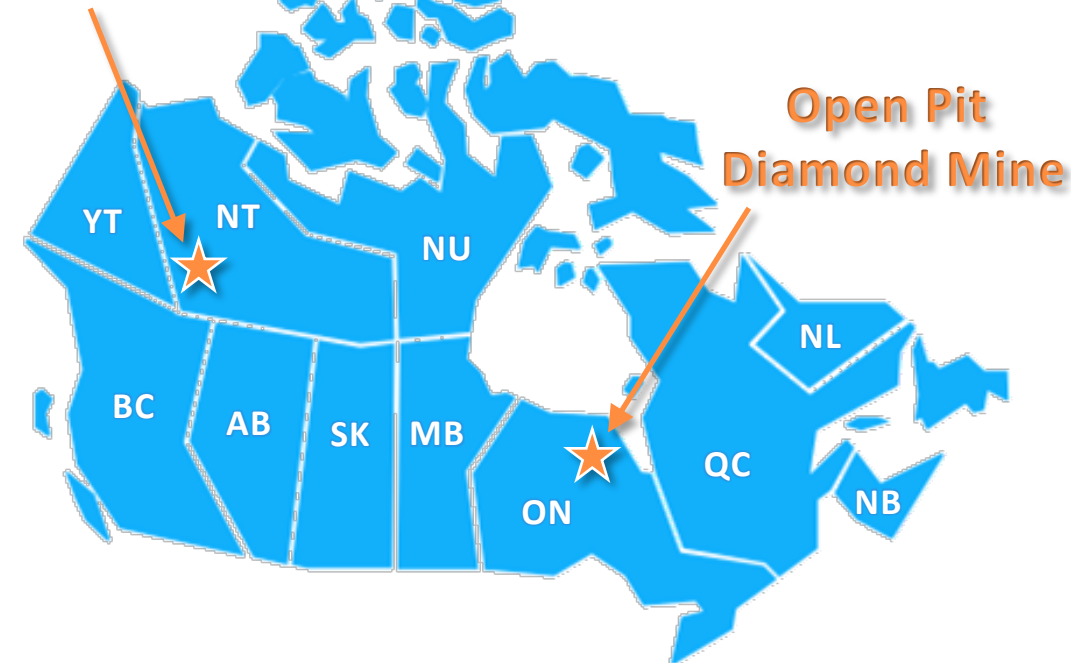 Open Pit
Diamond Mine
YT
NT
NU
NL
BC
AB
SK
MB
QC
NB
ON